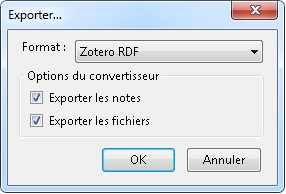 Exporter...
Format : Zotero RDF
Options du convertisseur
Exporter les notes
Exporter les fichiers
OK Annuler